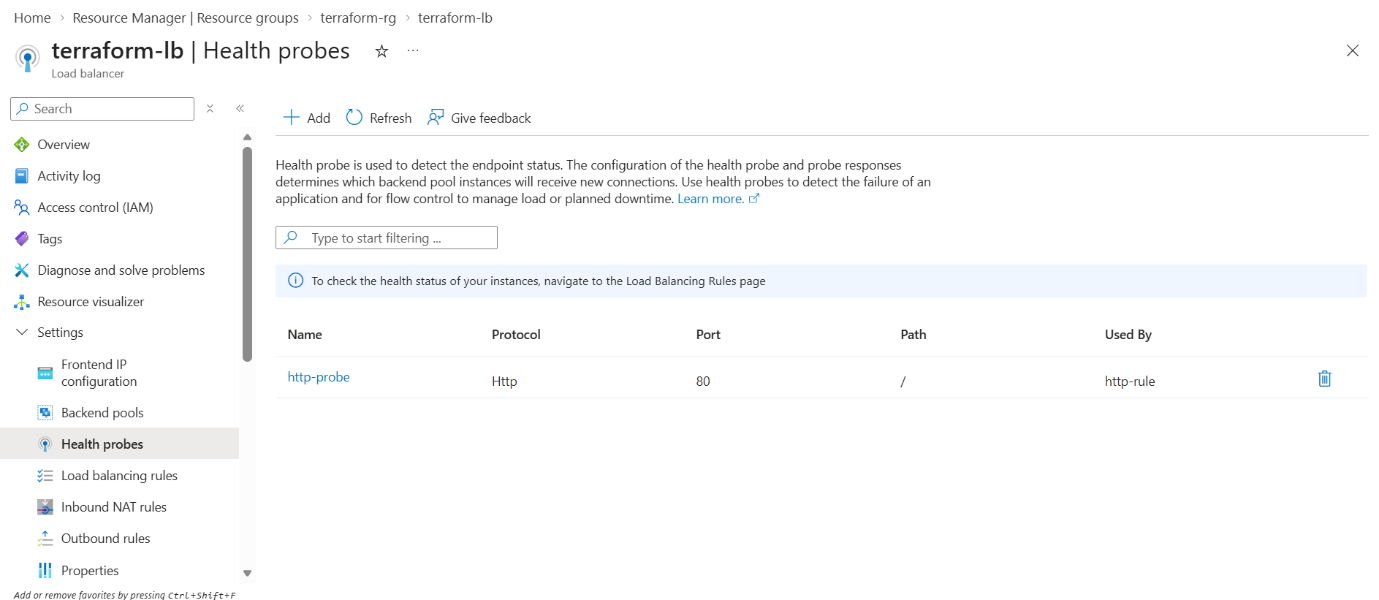 Home > Resource Manager | Resource groups > terraform-rg > terraform-lb
terraform-lb | Health probes
Load balancer
Search
Add
Refresh
Give feedback
Overview
Activity log
Access control (IAM)
Tags
Diagnose and solve problems
Resource visualizer
Settings
Frontend IP
configuration
Backend pools
Health probes
Load balancing rules
Inbound NAT rules
Outbound rules
Properties
Add or remove favorites by pressing Ctrl+Shift+F
Health probe is used to detect the endpoint status. The configuration of the health probe and probe responses
determines which backend pool instances will receive new connections. Use health probes to detect the failure of an
application and for flow control to manage load or planned downtime. Learn more.
Type to start filtering ...
To check the health status of your instances, navigate to the Load Balancing Rules page
Name Protocol Port Path Used By
http-probe Http 80 / http-rule